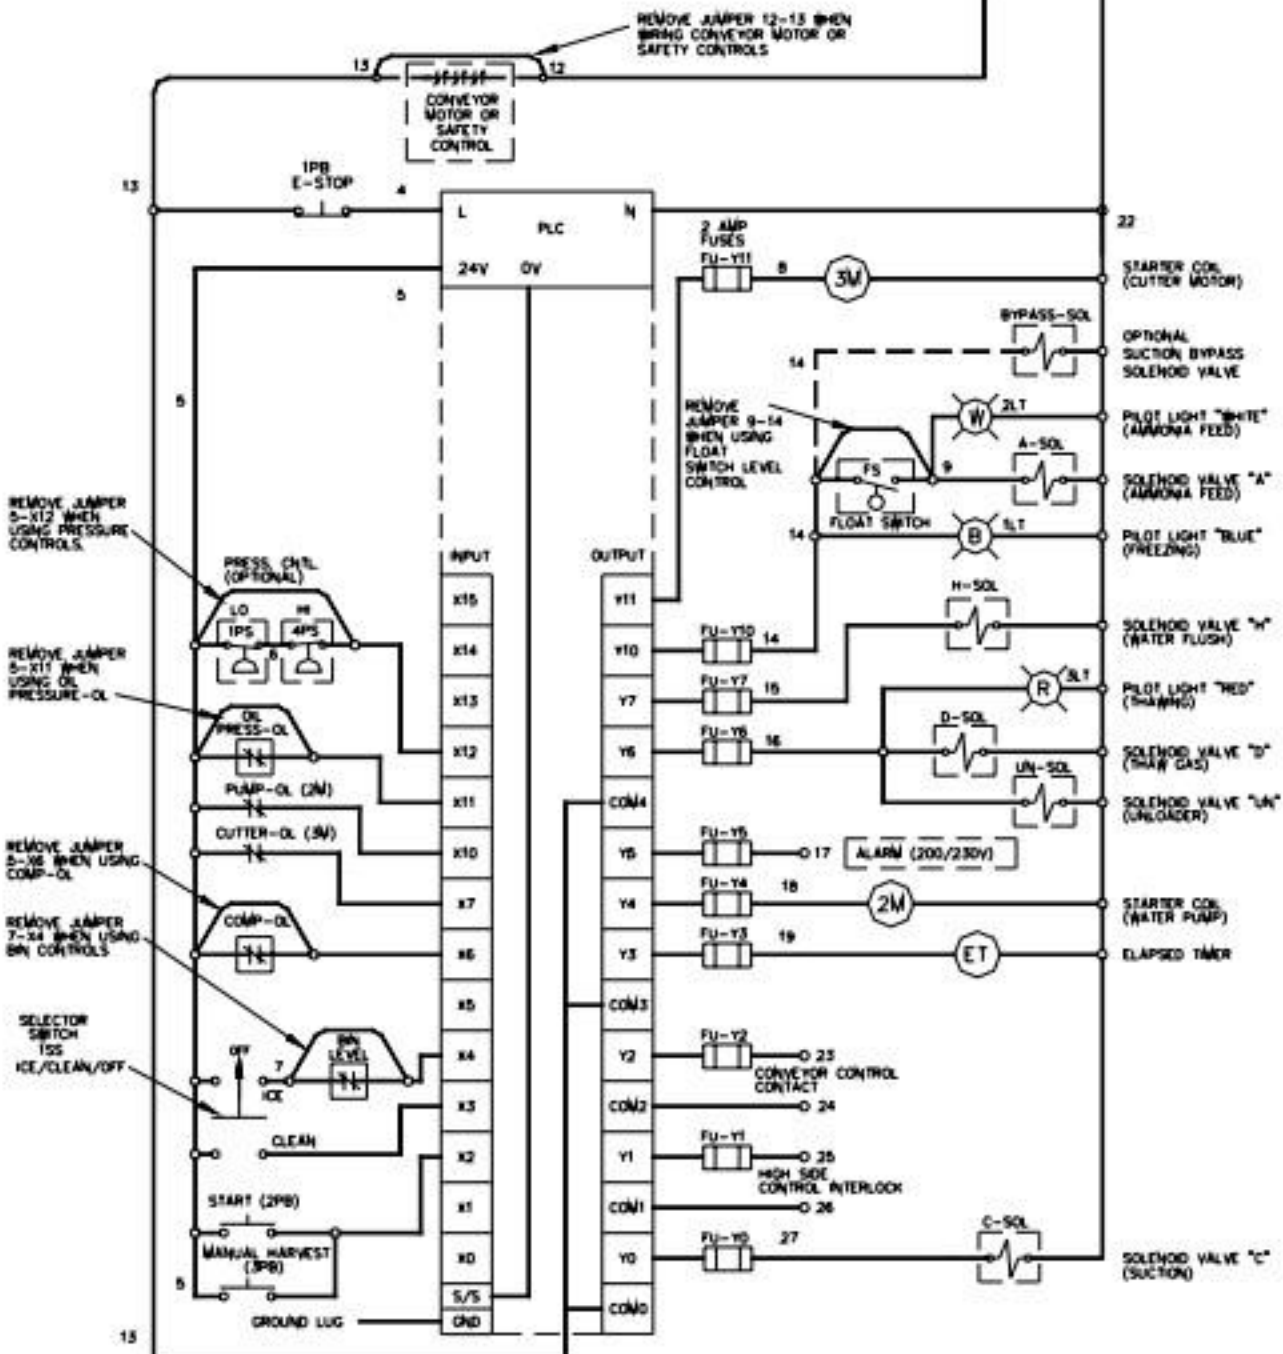 REMOVE JUMPER 12-13 WHEN
WIRING CONVEYOR MOTOR OR
SAFETY CONTROLS
13
12
CONVEYOR
MOTOR OR
SAFETY
CONTROL
13
1PB
E-STOP
4
L
N
PLC
24V
0V
5
22
2 AMP
FUSES
FU-Y11
8
3M
STARTER COIL
(CUTTER MOTOR)
BYPASS-SOL
14
OPTIONAL
SUCTION BYPASS
SOLENOID VALVE
5
REMOVE
JUMPER 9-14
WHEN USING
FLOAT
SWITCH LEVEL
CONTROL
W
2LT
PILOT LIGHT "WHITE"
(AMMONIA FEED)
FS
9
A-SOL
SOLENOID VALVE "A"
(AMMONIA FEED)
FLOAT SWITCH
14
B
1LT
PILOT LIGHT "BLUE"
(FREEZING)
REMOVE JUMPER
5-X12 WHEN
USING PRESSURE
CONTROLS.
PRESS. CNTL.
(OPTIONAL)
LO
HI
1PS
6
4PS
INPUT
OUTPUT
X15
Y11
X14
Y10
X13
Y7
X12
Y6
X11
COM4
X10
Y5
X7
Y4
X6
Y3
X5
COM3
X4
Y2
X3
COM2
X2
Y1
X1
COM1
X0
Y0
S/S
GND
COM0
H-SOL
SOLENOID VALVE "H"
(WATER FLUSH)
FU-Y10
14
FU-Y7
15
R
3LT
PILOT LIGHT "RED"
(THAWING)
FU-Y6
16
D-SOL
SOLENOID VALVE "D"
(THAW GAS)
UN-SOL
SOLENOID VALVE "UN"
(UNLOADER)
REMOVE JUMPER
5-X11 WHEN
USING OIL
PRESSURE-OL
OIL
PRESS-OL
PUMP-OL (2M)
CUTTER-OL (3M)
FU-Y5
17
ALARM (200/230V)
FU-Y4
18
2M
STARTER COIL
(WATER PUMP)
REMOVE JUMPER
5-X6 WHEN USING
COMP-OL
COMP-OL
FU-Y3
19
ET
ELAPSED TIMER
REMOVE JUMPER
7-X4 WHEN USING
BIN CONTROLS
SELECTOR
SWITCH
1SS
ICE/CLEAN/OFF
OFF
7
ICE
BIN
LEVEL
CLEAN
FU-Y2
23
CONVEYOR CONTROL
CONTACT
24
FU-Y1
25
HIGH SIDE
CONTROL INTERLOCK
26
START (2PB)
MANUAL HARVEST
(3PB)
5
FU-Y0
27
C-SOL
SOLENOID VALVE "C"
(SUCTION)
GROUND LUG
13